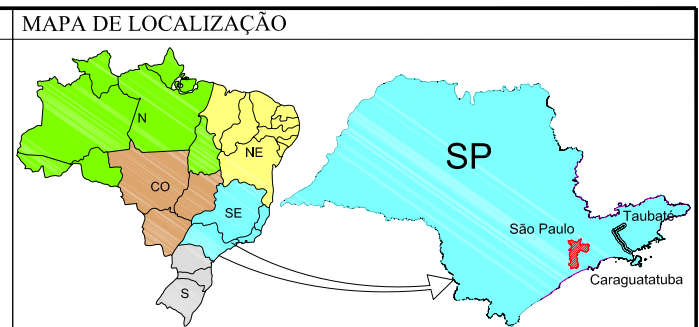 MAPA DE LOCALIZAÇÃO
N
NE
CO
SE
S
SP
São Paulo
Taubaté
Caraguatatuba